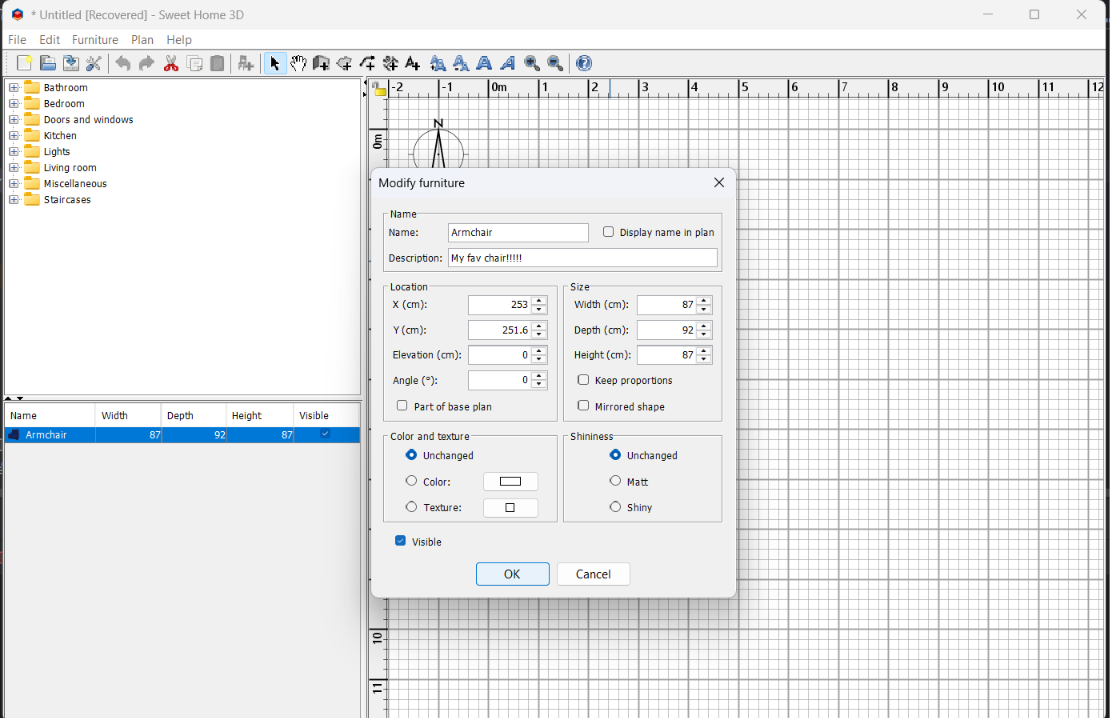 * Untitled [Recovered] - Sweet Home 3D
File Edit Furniture Plan Help
-2 -1 0m 1 2 3 4 5 6 7 8 9 10 11 12
Bathroom
Bedroom
Doors and windows
Kitchen
Lights
Living room
Miscellaneous
Staircases
Name Width Depth Height Visible
Armchair 87 92 87
N
0m
10
11
Modify furniture
Name
Name: Armchair Display name in plan
Description: My fav chair!!!!!
Location
X (cm): 253
Y (cm): 251.6
Elevation (cm): 0
Angle (°): 0
Part of base plan
Size
Width (cm): 87
Depth (cm): 92
Height (cm): 87
Keep proportions
Mirrored shape
Color and texture
Unchanged
Color:
Texture:
Shininess
Unchanged
Matt
Shiny
Visible
OK Cancel